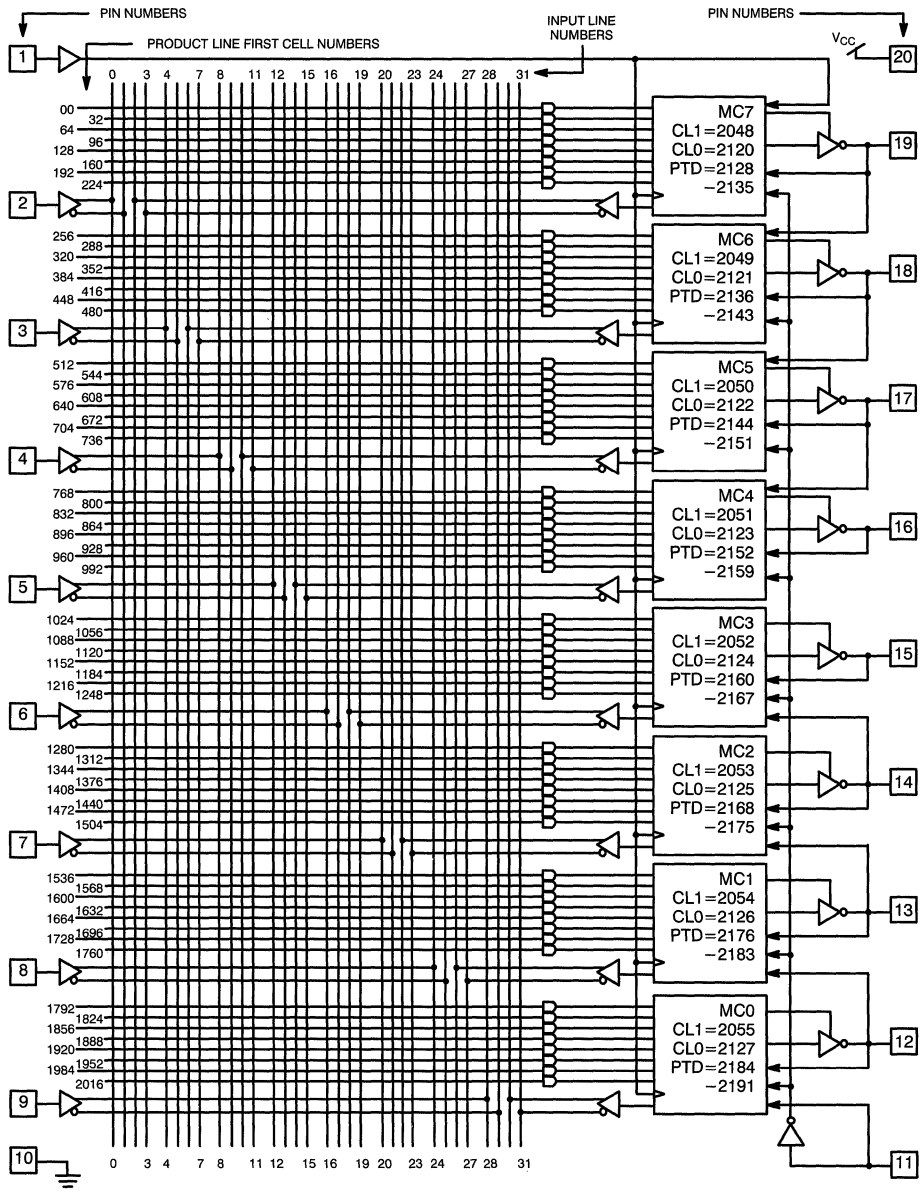 PIN NUMBERS
INPUT LINE NUMBERS
PIN NUMBERS
1
PRODUCT LINE FIRST CELL NUMBERS
VCC
20
0 3 4 7 8 11 12 15 16 19 20 23 24 27 28 31
00
32
64
96
128
160
192
224
MC7
CL1=2048
CL0=2120
PTD=2128
−2135
19
2
256
288
320
352
384
416
448
480
MC6
CL1=2049
CL0=2121
PTD=2136
−2143
18
3
512
544
576
608
640
672
704
736
MC5
CL1=2050
CL0=2122
PTD=2144
−2151
17
4
768
800
832
864
896
928
960
992
MC4
CL1=2051
CL0=2123
PTD=2152
−2159
16
5
1024
1056
1088
1120
1152
1184
1216
1248
MC3
CL1=2052
CL0=2124
PTD=2160
−2167
15
6
1280
1312
1344
1376
1408
1440
1472
1504
MC2
CL1=2053
CL0=2125
PTD=2168
−2175
14
7
1536
1568
1600
1632
1664
1696
1728
1760
MC1
CL1=2054
CL0=2126
PTD=2176
−2183
13
8
1792
1824
1856
1888
1920
1952
1984
2016
MC0
CL1=2055
CL0=2127
PTD=2184
−2191
12
9
10
0 3 4 7 8 11 12 15 16 19 20 23 24 27 28 31
11